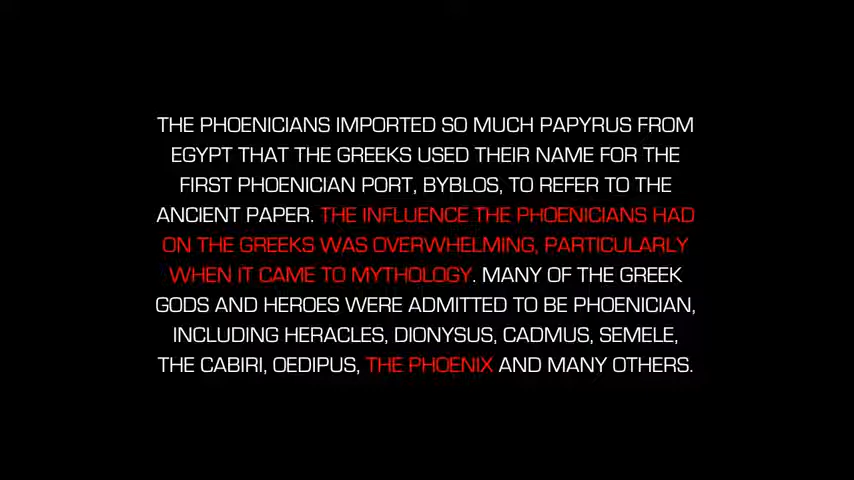 THE PHOENICIANS IMPORTED SO MUCH PAPYRUS FROM
EGYPT THAT THE GREEKS USED THEIR NAME FOR THE
FIRST PHOENICIAN PORT, BYBLOS, TO REFER TO THE
ANCIENT PAPER. THE INFLUENCE THE PHOENICIANS HAD
ON THE GREEKS WAS OVERWHELMING, PARTICULARLY
WHEN IT CAME TO MYTHOLOGY. MANY OF THE GREEK
GODS AND HEROES WERE ADMITTED TO BE PHOENICIAN,
INCLUDING HERACLES, DIONYSUS, CADMUS, SEMELE,
THE CABIRI, OEDIPUS, THE PHOENIX AND MANY OTHERS.